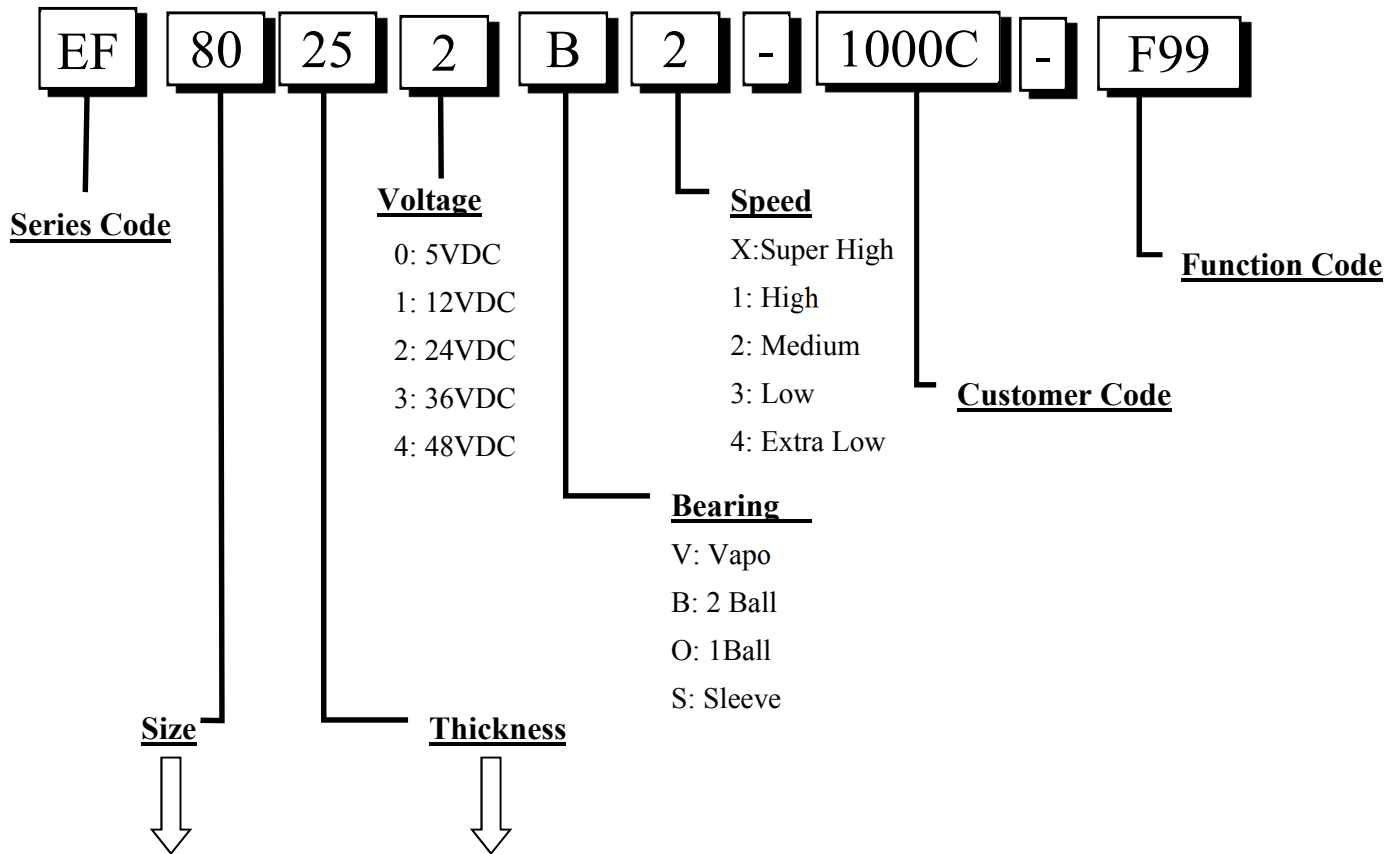 EF 80 25 2 B 2 - 1000C - F99
Series Code
Voltage
0: 5VDC
1: 12VDC
2: 24VDC
3: 36VDC
4: 48VDC
Speed
X:Super High
1: High
2: Medium
3: Low
4: Extra Low
Function Code
Customer Code
Bearing
V: Vapo
B: 2 Ball
O: 1Ball
S: Sleeve
Size
Thickness